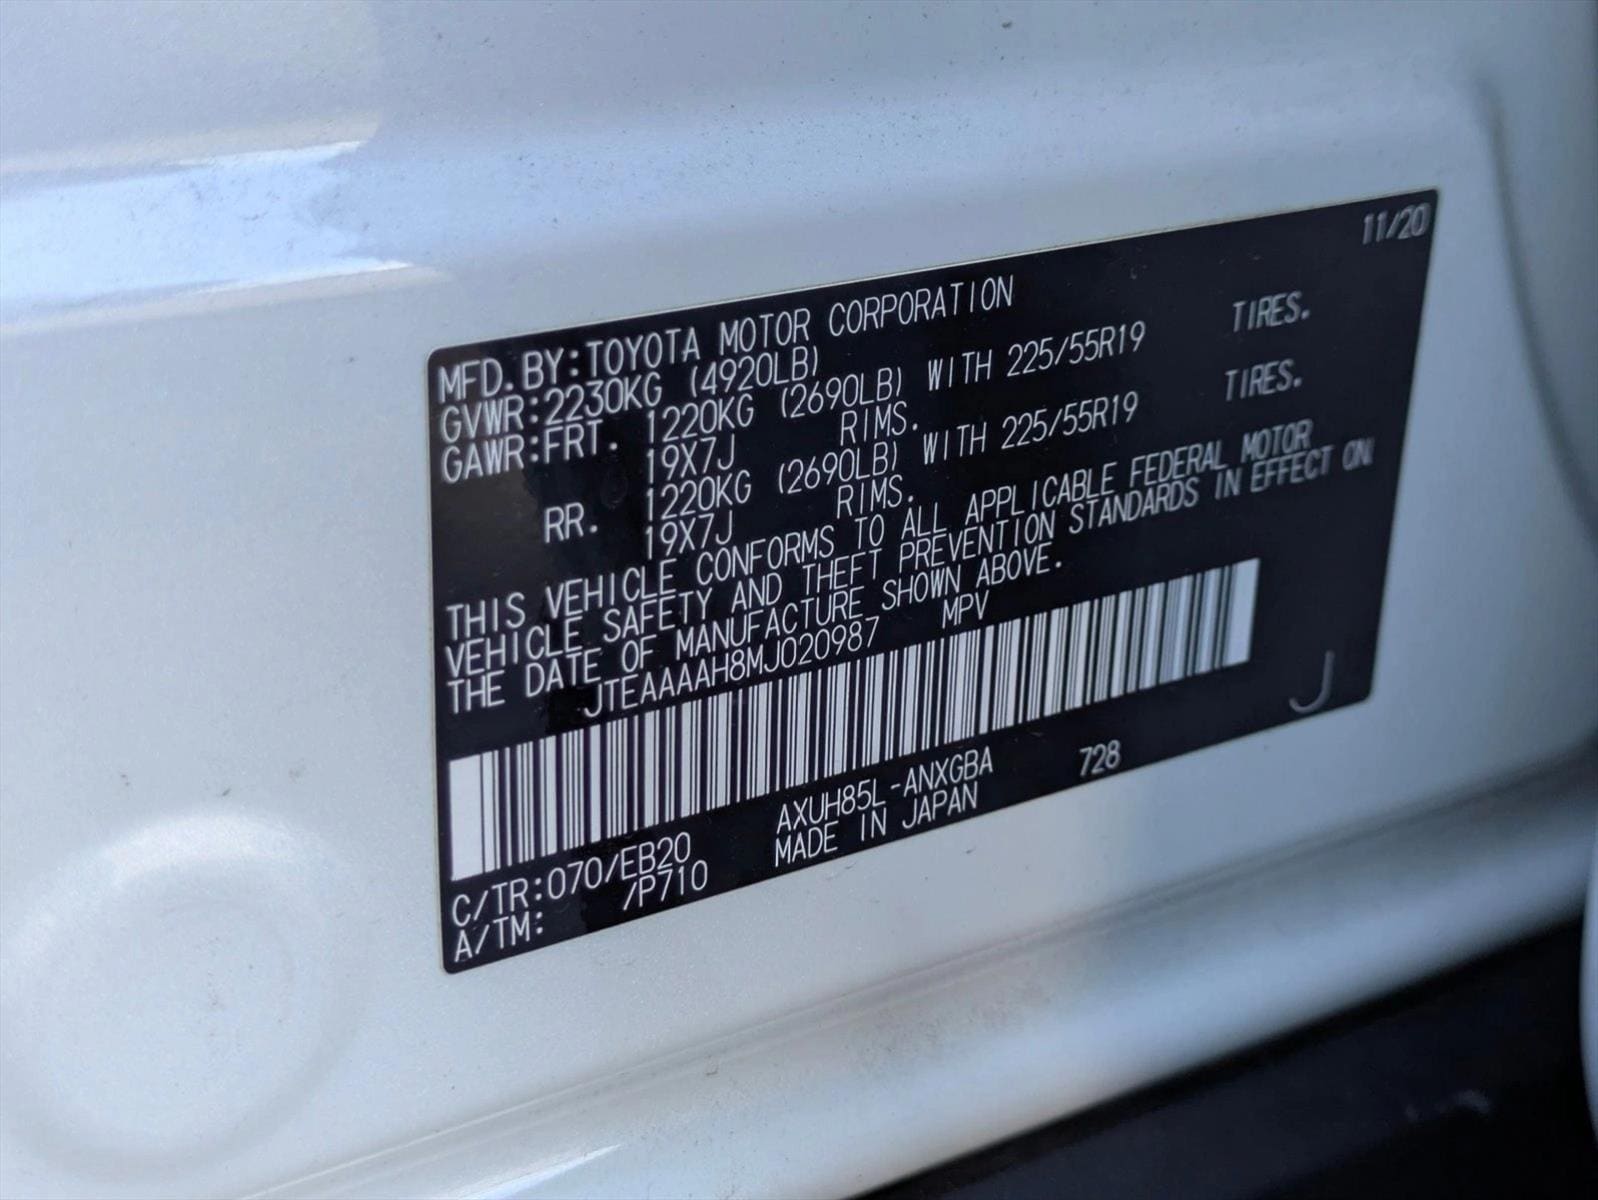 11/20
MFD. BY: TOYOTA MOTOR CORPORATION
GVWR: 2230KG (4920LB)
GAWR: FRT. 1220KG (2690LB) WITH 225/55R19 TIRES.
19X7J RIMS.
RR. 1220KG (2690LB) WITH 225/55R19 TIRES.
19X7J RIMS.
THIS VEHICLE CONFORMS TO ALL APPLICABLE FEDERAL MOTOR
VEHICLE SAFETY AND THEFT PREVENTION STANDARDS IN EFFECT ON
THE DATE OF MANUFACTURE SHOWN ABOVE.
JTEAAAAH8MJ020987 MPV
J
C/TR: 070/EB20 AXUH85L-ANXGBA 728
A/TM: /P710 MADE IN JAPAN